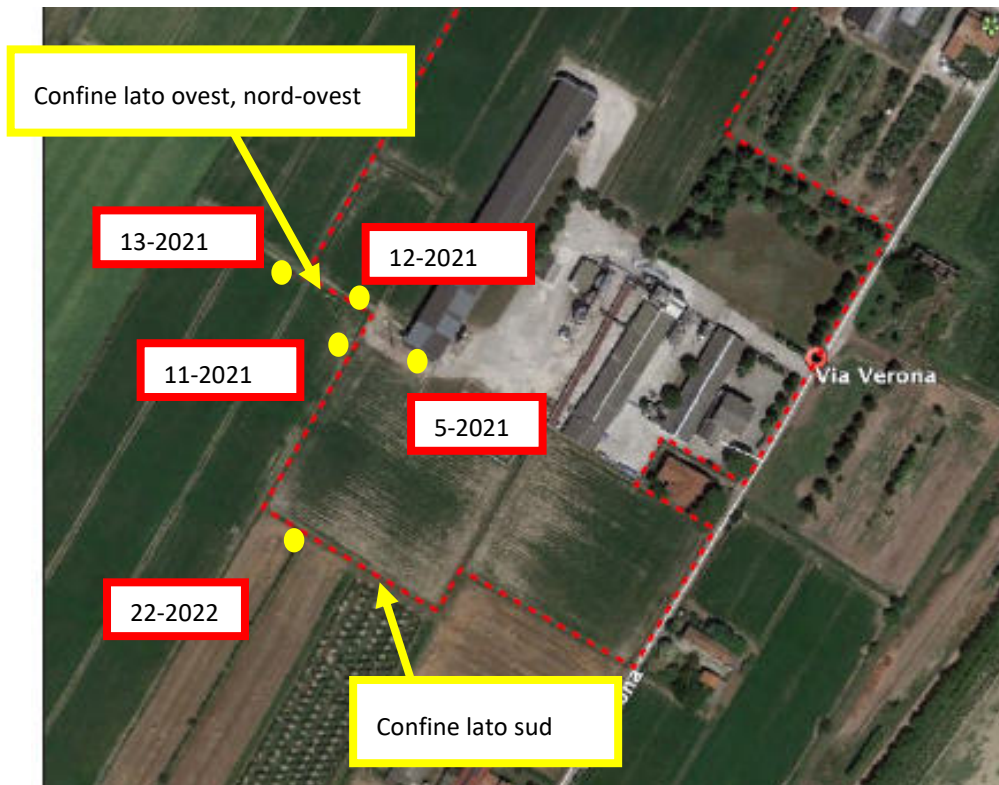 Confine lato ovest, nord-ovest
13-2021
12-2021
11-2021
Via Verona
5-2021
22-2022
ona
Confine lato sud